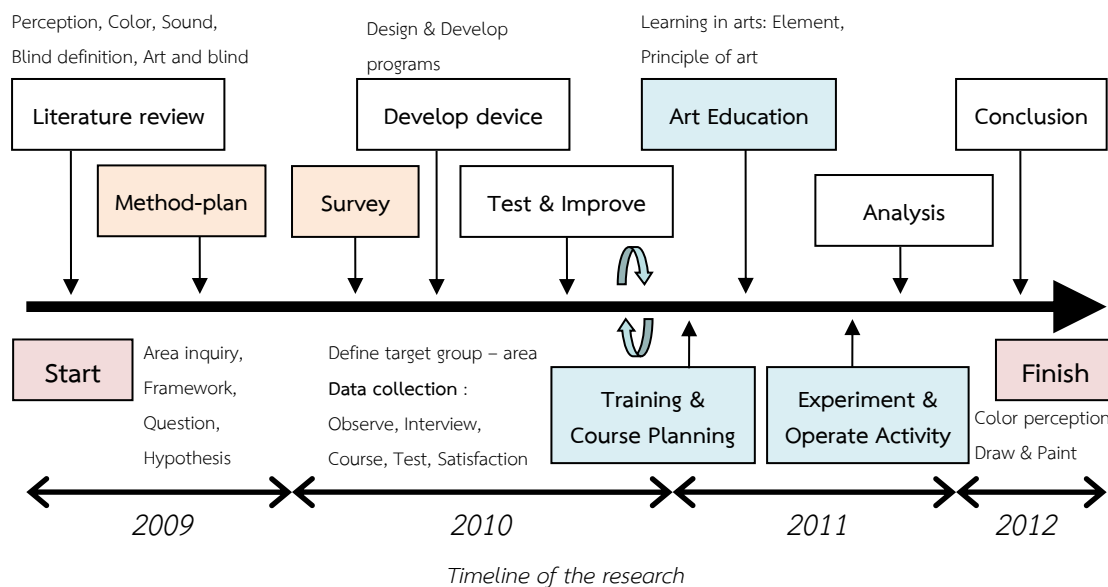 Perception, Color, Sound,
Blind definition, Art and blind
Design & Develop
programs
Learning in arts: Element,
Principle of art
Literature review
Develop device
Art Education
Conclusion
Method-plan
Survey
Test & Improve
Analysis
Start
Area inquiry,
Framework,
Question,
Hypothesis
Define target group – area
Data collection :
Observe, Interview,
Course, Test, Satisfaction
Training &
Course Planning
Experiment &
Operate Activity
Finish
Color perception
Draw & Paint
2009
2010
2011
2012
Timeline of the research